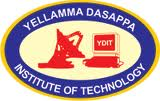 YELLAMMA DASAPPA
YDIT
INSTITUTE OF TECHNOLOGY